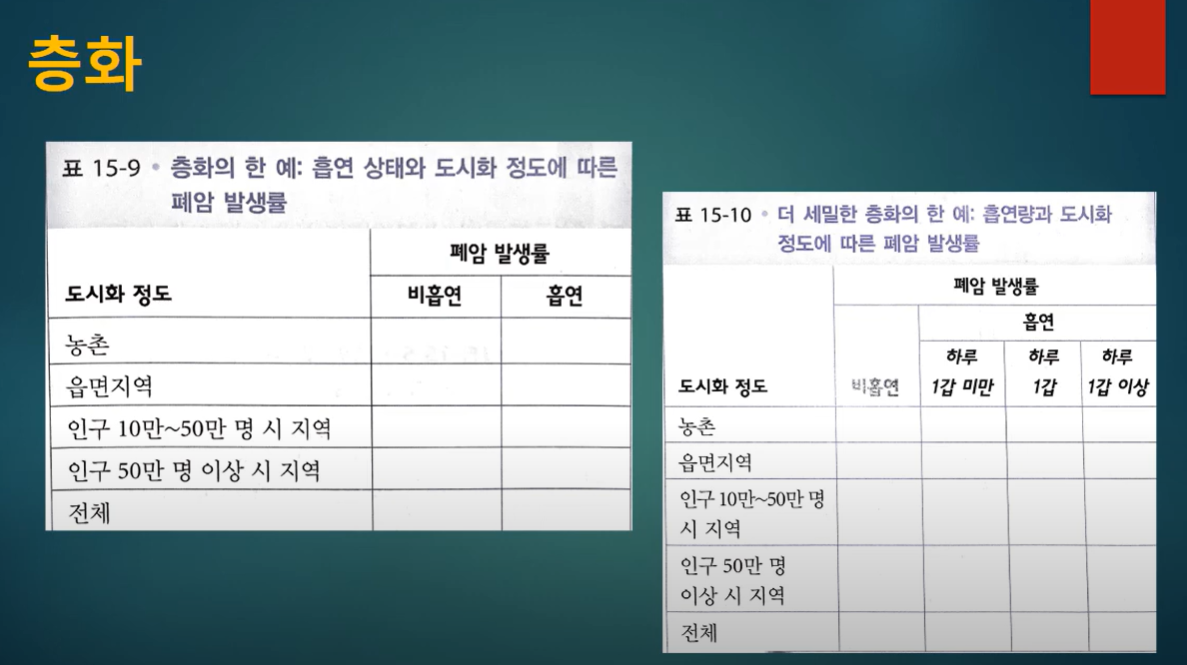 층화
표 15-9 • 층화의 한 예: 흡연 상태와 도시화 정도에 따른
폐암 발생률
폐암 발생률
도시화 정도
비흡연
흡연
농촌
읍면지역
인구 10만~50만 명 시 지역
인구 50만 명 이상 시 지역
전체
표 15-10 • 더 세밀한 층화의 한 예: 흡연량과 도시화
정도에 따른 폐암 발생률
폐암 발생률
흡연
도시화 정도
비흡연
하루
1갑 미만
하루
1갑
하루
1갑 이상
농촌
읍면지역
인구 10만~50만 명
시 지역
인구 50만 명
이상 시 지역
전체